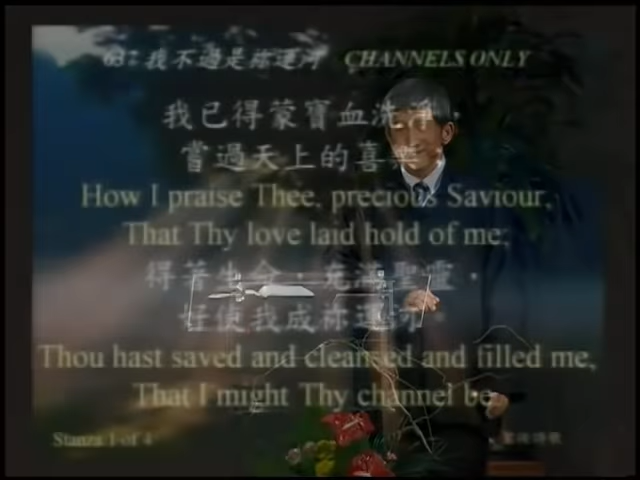 637 我不過是祢運河 CHANNELS ONLY
我已得蒙寶血洗淨，
嘗過天上的喜樂；
How I praise Thee, precious Saviour,
That Thy love laid hold of me;
得著生命，充滿聖靈，
好使我成祢運河。
Thou hast saved and cleansed and filled me,
That I might Thy channel be.
Stanza 1 of 4